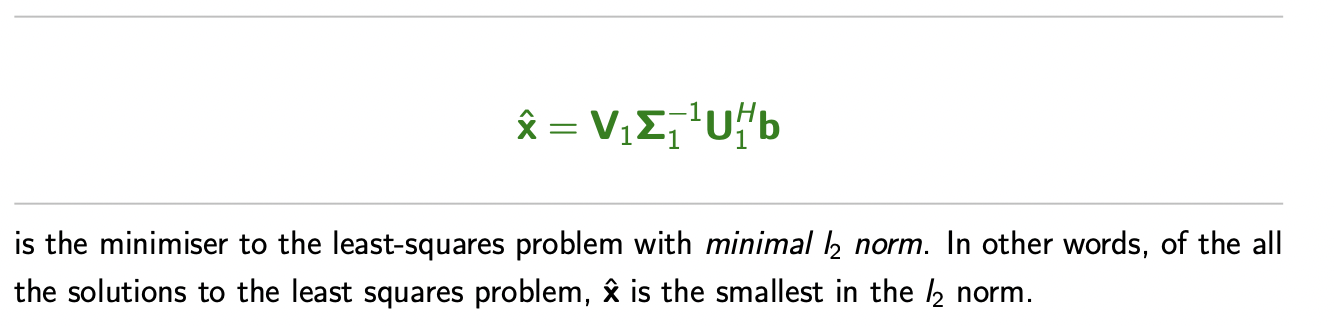 x̂ = V₁Σ₁⁻¹U₁ᴴb
is the minimiser to the least-squares problem with minimal l₂ norm. In other words, of the all
the solutions to the least squares problem, x̂ is the smallest in the l₂ norm.